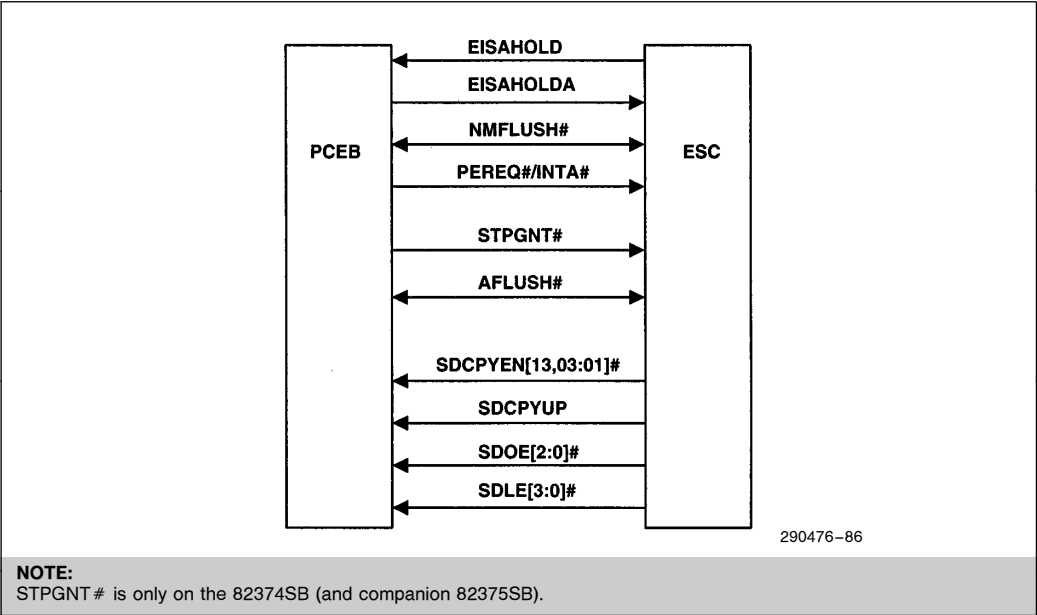 EISAHOLD
EISAHOLDA
NMFLUSH#
PCEB
ESC
PEREQ#/INTA#
STPGNT#
AFLUSH#
SDCPYEN[13,03:01]#
SDCPYUP
SDOE[2:0]#
SDLE[3:0]#
290476–86
NOTE:
STPGNT# is only on the 82374SB (and companion 82375SB).